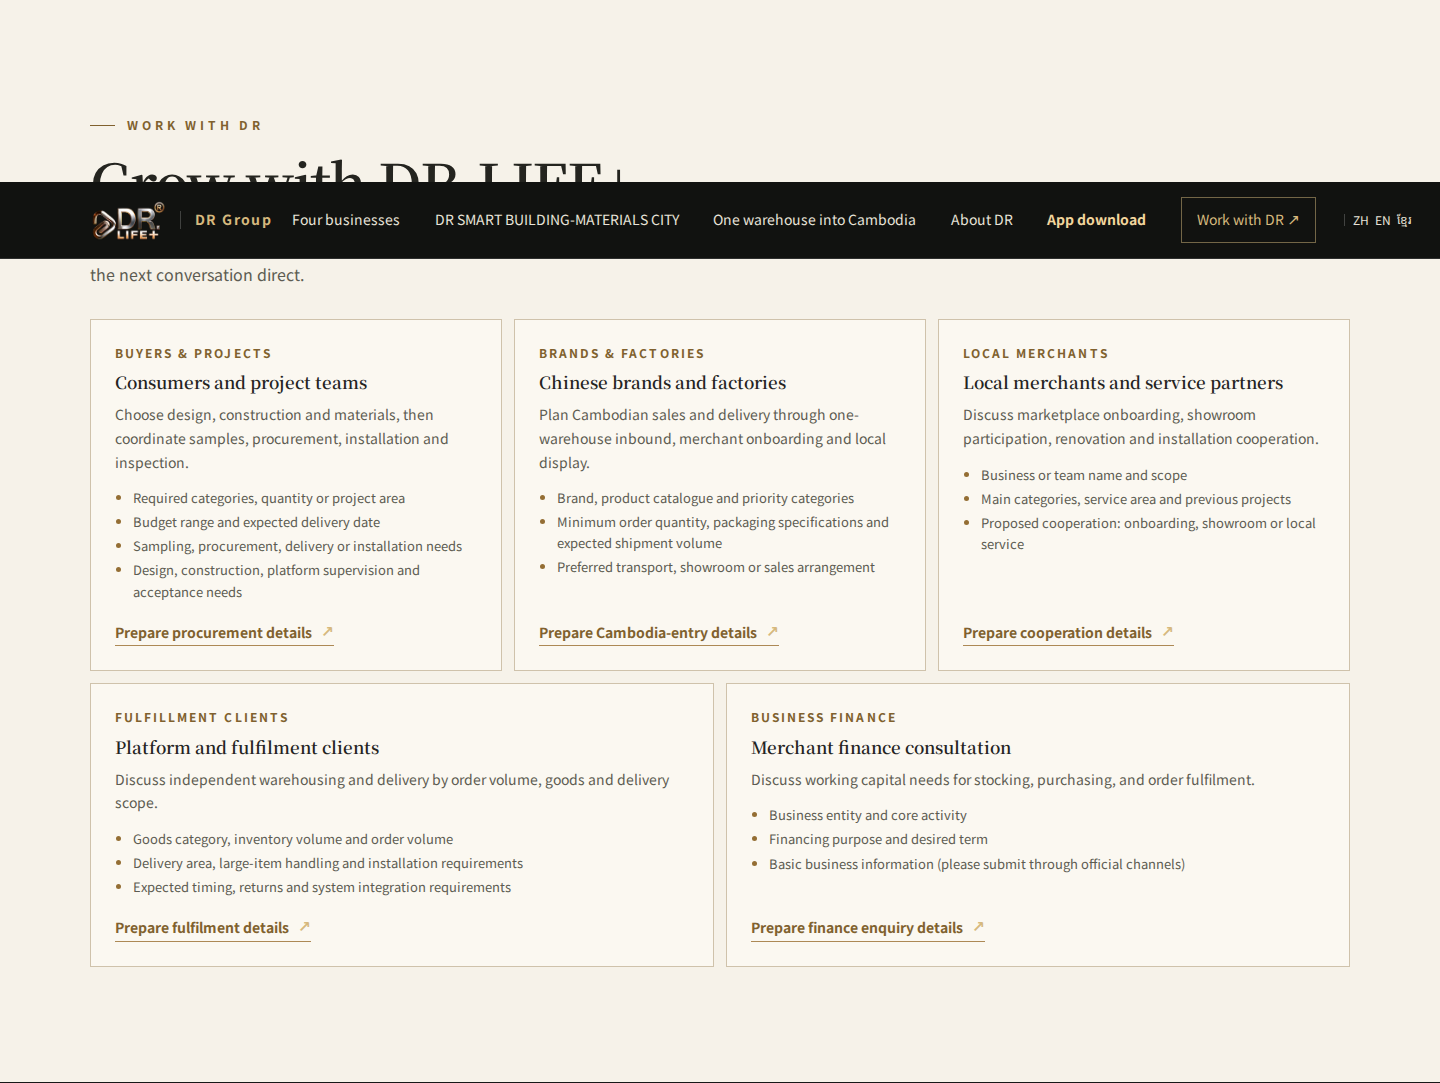 WORK WITH DR
Grow with DR LIFE+
DR® LIFE+
DR Group
Four businesses
DR SMART BUILDING-MATERIALS CITY
One warehouse into Cambodia
About DR
App download
Work with DR ↗
ZH EN ខ្មែរ
the next conversation direct.
BUYERS & PROJECTS
Consumers and project teams
Choose design, construction and materials, then
coordinate samples, procurement, installation and
inspection.
• Required categories, quantity or project area
• Budget range and expected delivery date
• Sampling, procurement, delivery or installation needs
• Design, construction, platform supervision and
acceptance needs
Prepare procurement details ↗
BRANDS & FACTORIES
Chinese brands and factories
Plan Cambodian sales and delivery through one-
warehouse inbound, merchant onboarding and local
display.
• Brand, product catalogue and priority categories
• Minimum order quantity, packaging specifications and
expected shipment volume
• Preferred transport, showroom or sales arrangement
Prepare Cambodia-entry details ↗
LOCAL MERCHANTS
Local merchants and service partners
Discuss marketplace onboarding, showroom
participation, renovation and installation cooperation.
• Business or team name and scope
• Main categories, service area and previous projects
• Proposed cooperation: onboarding, showroom or local
service
Prepare cooperation details ↗
FULFILLMENT CLIENTS
Platform and fulfilment clients
Discuss independent warehousing and delivery by order volume, goods and delivery
scope.
• Goods category, inventory volume and order volume
• Delivery area, large-item handling and installation requirements
• Expected timing, returns and system integration requirements
Prepare fulfilment details ↗
BUSINESS FINANCE
Merchant finance consultation
Discuss working capital needs for stocking, purchasing, and order fulfilment.
• Business entity and core activity
• Financing purpose and desired term
• Basic business information (please submit through official channels)
Prepare finance enquiry details ↗